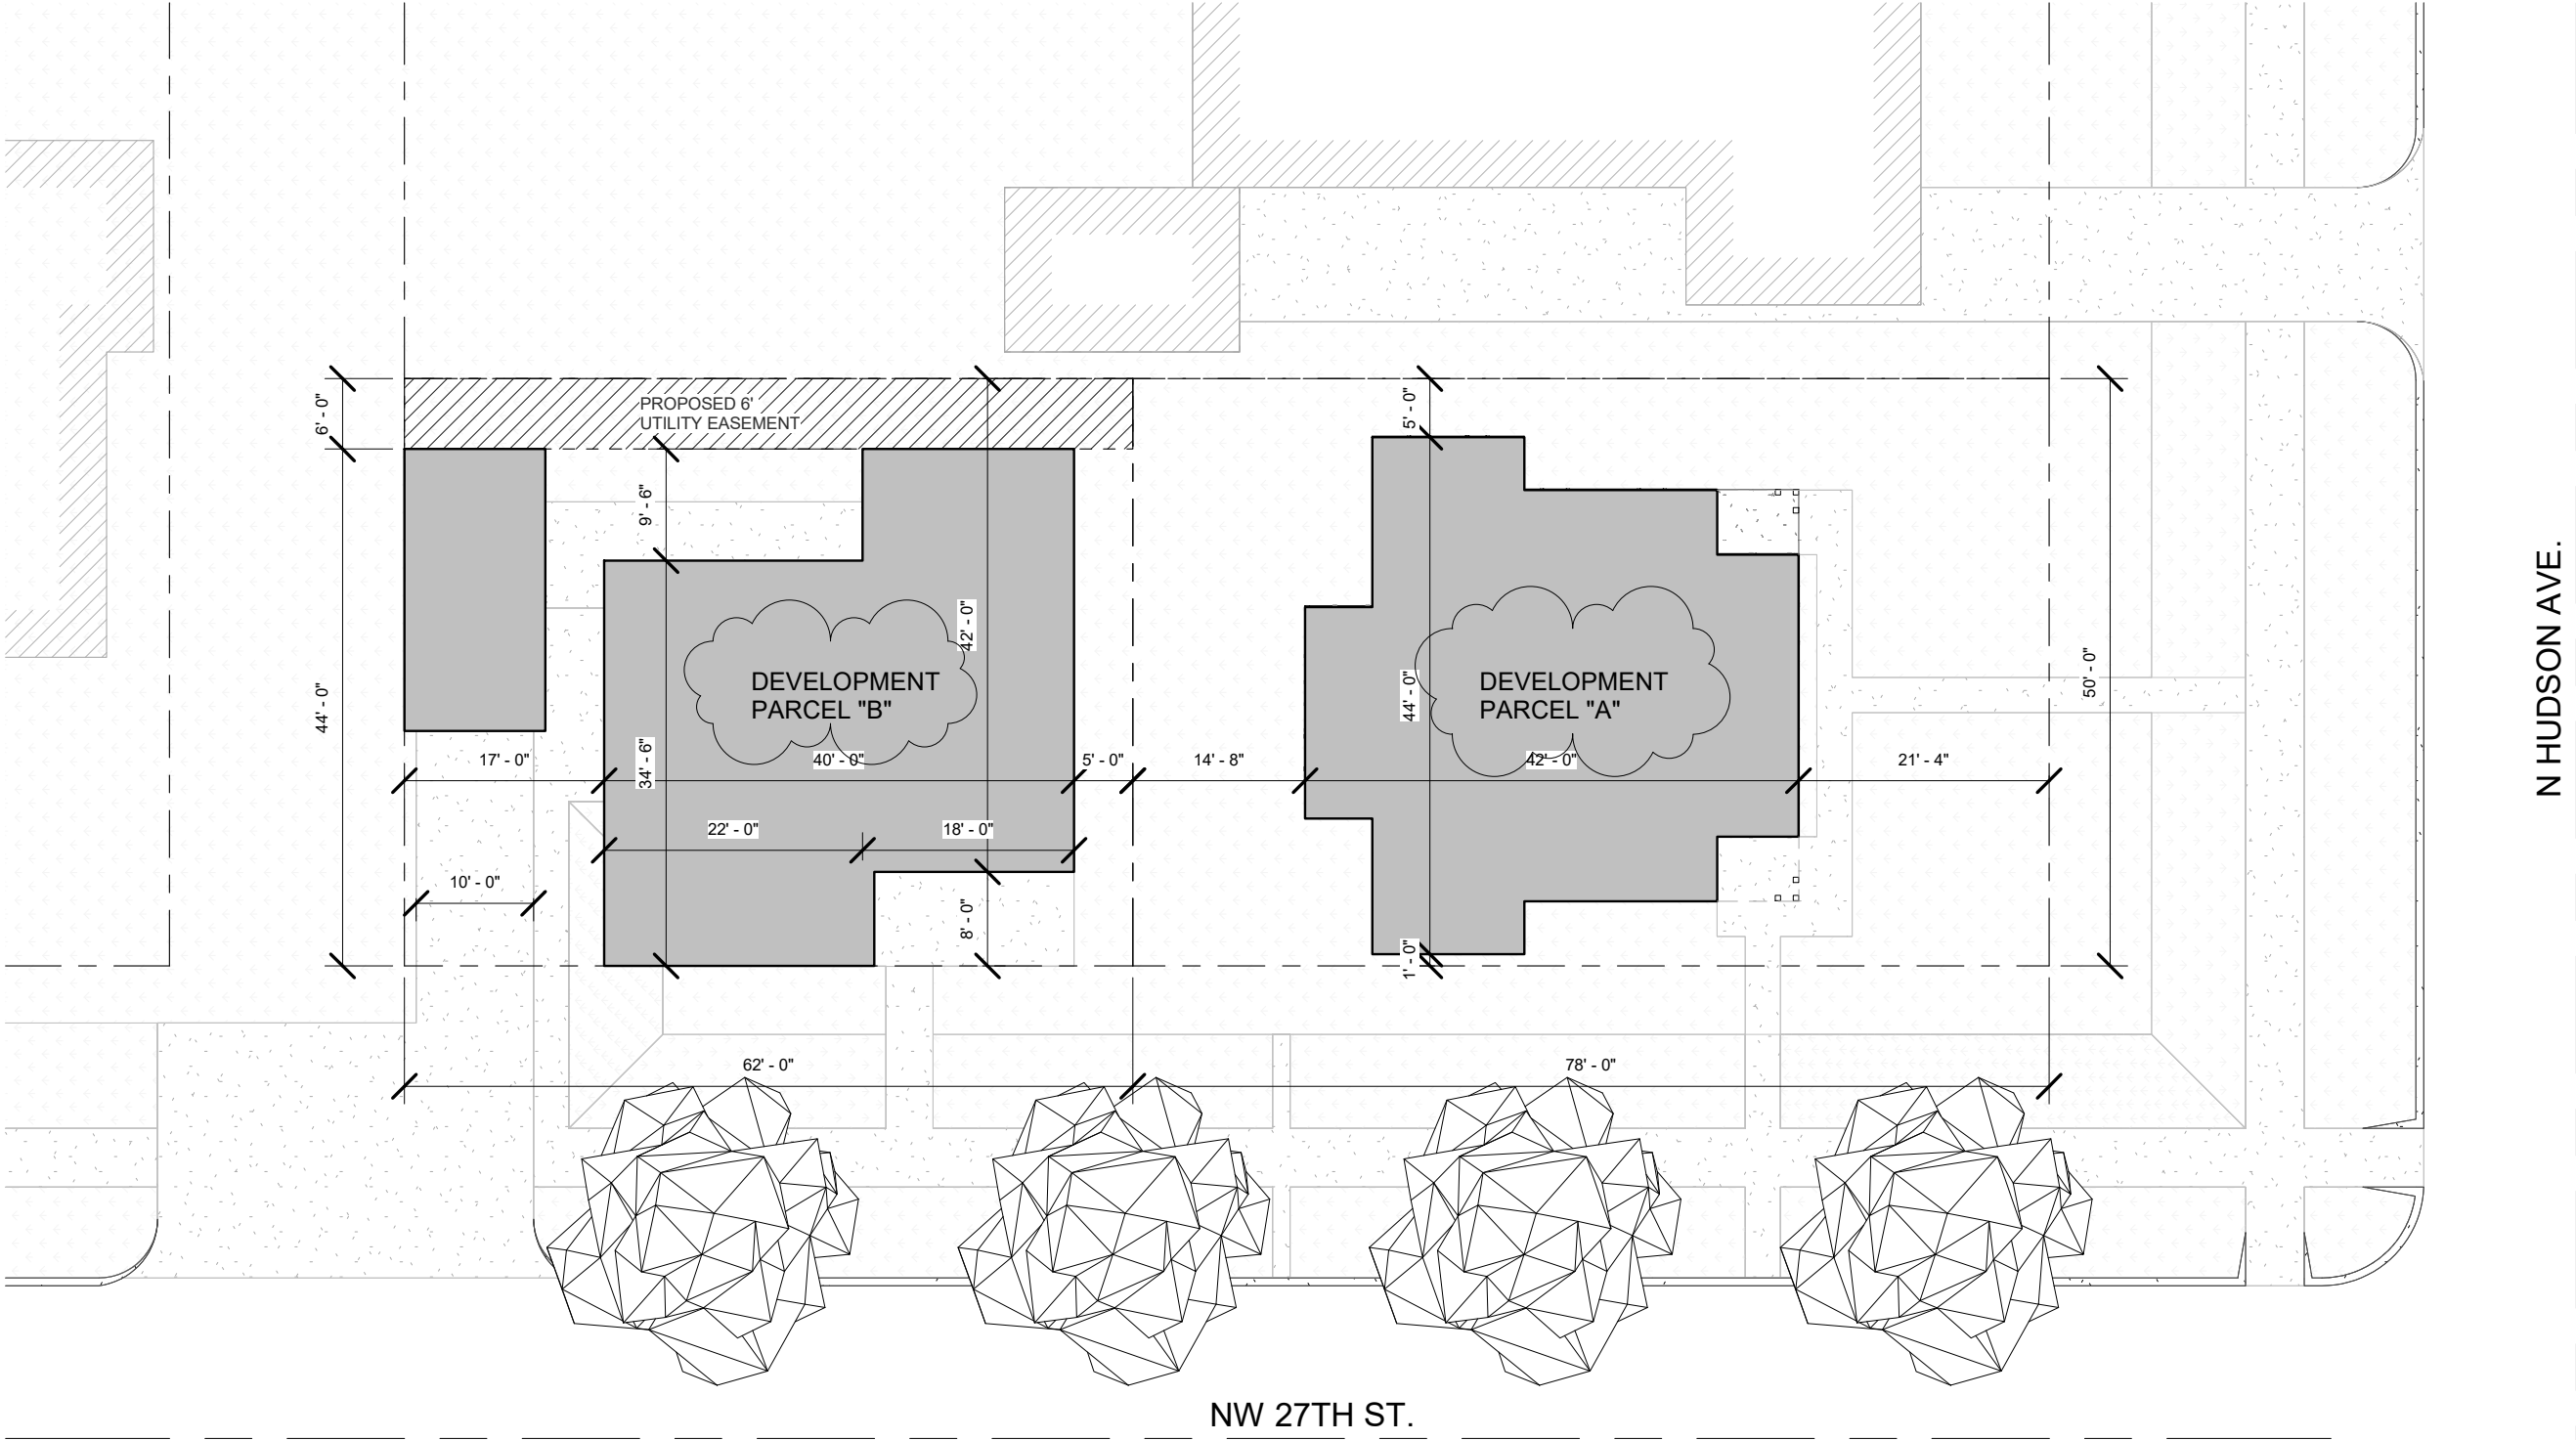 PROPOSED 6'
UTILITY EASEMENT
6' - 0"
5' - 0"
9' - 6"
42' - 0"
DEVELOPMENT
PARCEL "B"
DEVELOPMENT
PARCEL "A"
44' - 0"
44' - 0"
50' - 0"
N HUDSON AVE.
17' - 0"
34' - 6"
40' - 0"
5' - 0"
14' - 8"
42' - 0"
21' - 4"
22' - 0"
18' - 0"
10' - 0"
8' - 0"
1' - 0"
62' - 0"
78' - 0"
NW 27TH ST.